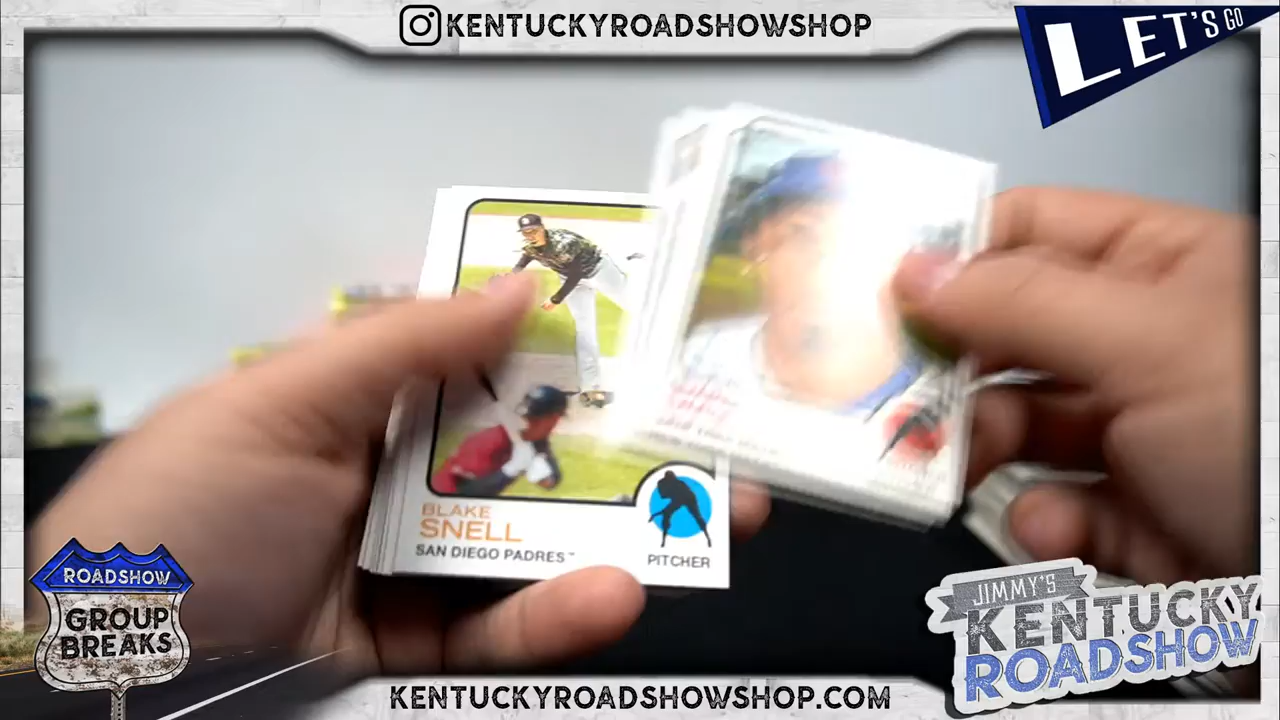 KENTUCKYROADSHOWSHOP
LET'S GO
BLAKE
SNELL
SAN DIEGO PADRES™
PITCHER
ROADSHOW
GROUP
BREAKS
JIMMY'S
KENTUCKY
ROADSHOW
KENTUCKYROADSHOWSHOP.COM